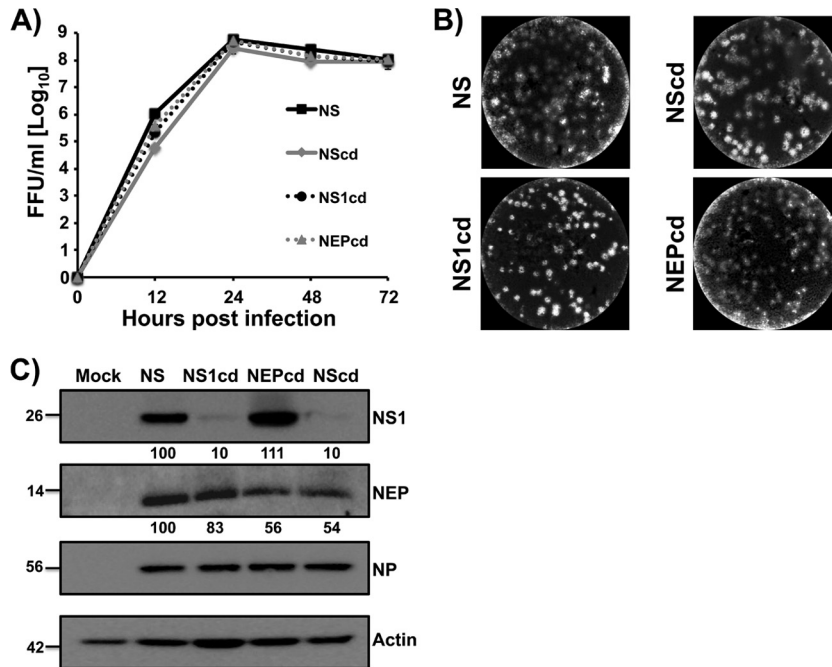 A)
FFU/ml [Log10]
9
8
7
6
5
4
3
2
1
0
0 12 24 48 72
Hours post infection
NS
NScd
NS1cd
NEPcd
B)
NS
NScd
NS1cd
NEPcd
C)
Mock NS NS1cd NEPcd NScd
26 NS1
100 10 111 10
14 NEP
100 83 56 54
56 NP
42 Actin